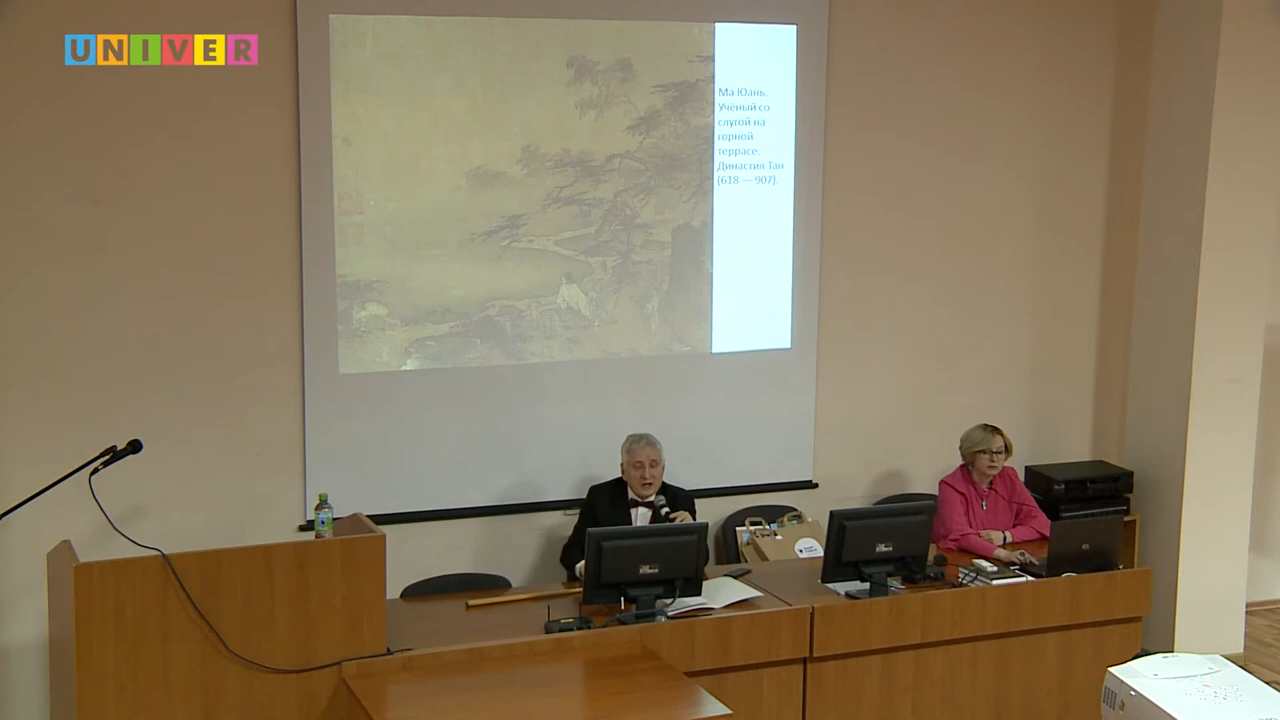 UNIVER
Ма Юань.
Учёный со
слугой на
горной
террасе.
Династия Тан
(618 — 907).